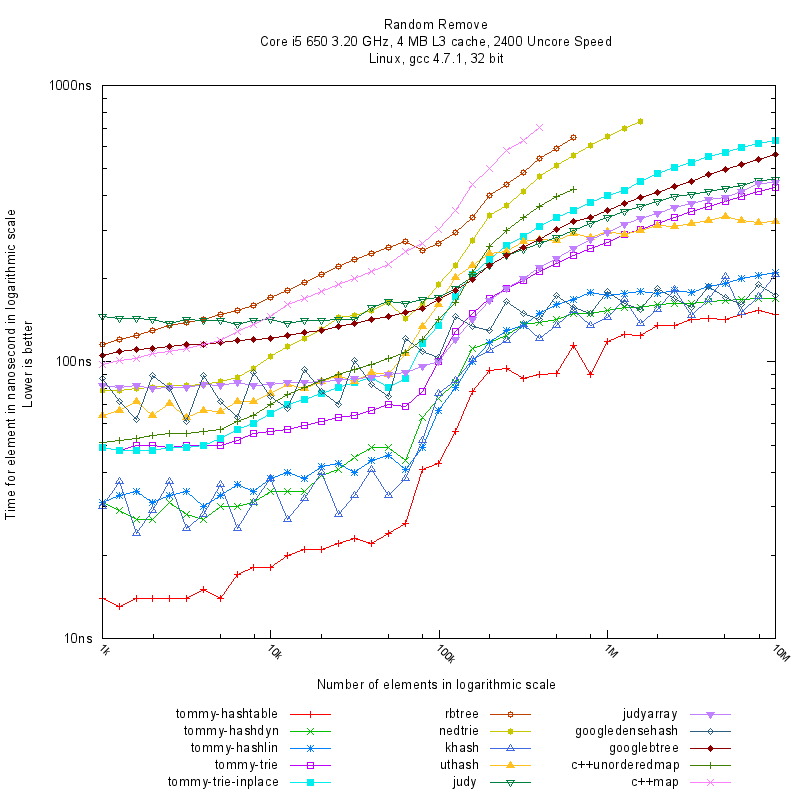 Random Remove
Core i5 650 3.20 GHz, 4 MB L3 cache, 2400 Uncore Speed
Linux, gcc 4.7.1, 32 bit
1000ns
100ns
10ns
Time for element in nanosecond in logarithmic scale
Lower is better
1k
10k
100k
1M
10M
Number of elements in logarithmic scale
tommy-hashtable
tommy-hashdyn
tommy-hashlin
tommy-trie
tommy-trie-inplace
rbtree
nedtrie
khash
uthash
judy
judyarray
googledensehash
googlebtree
c++unorderedmap
c++map